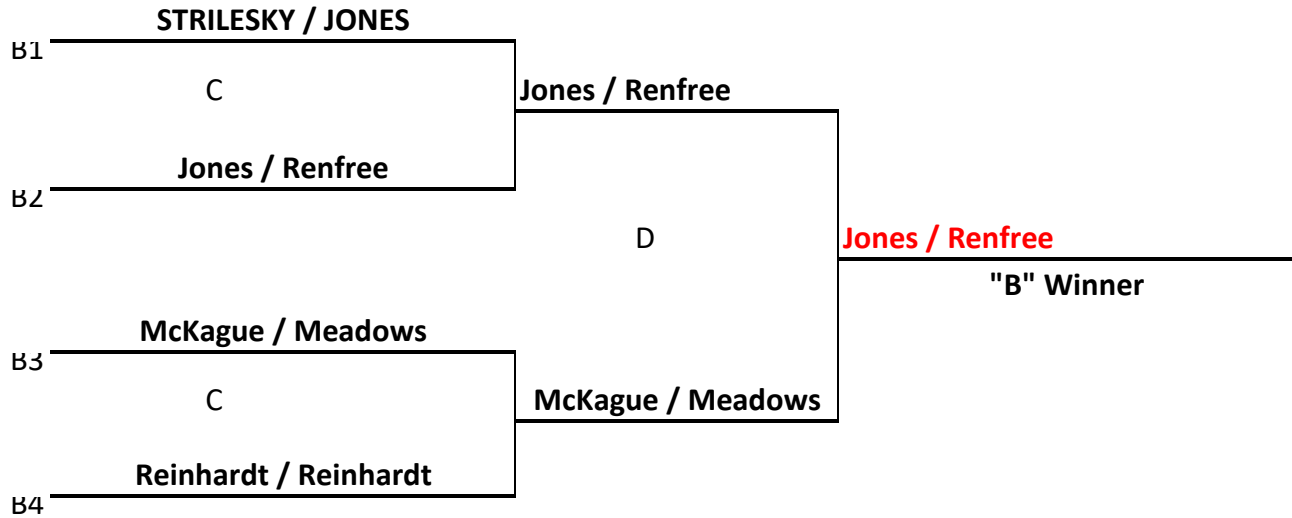 STRILESKY / JONES
B1
C
Jones / Renfree
Jones / Renfree
B2
D
Jones / Renfree
"B" Winner
McKague / Meadows
B3
C
McKague / Meadows
Reinhardt / Reinhardt
B4